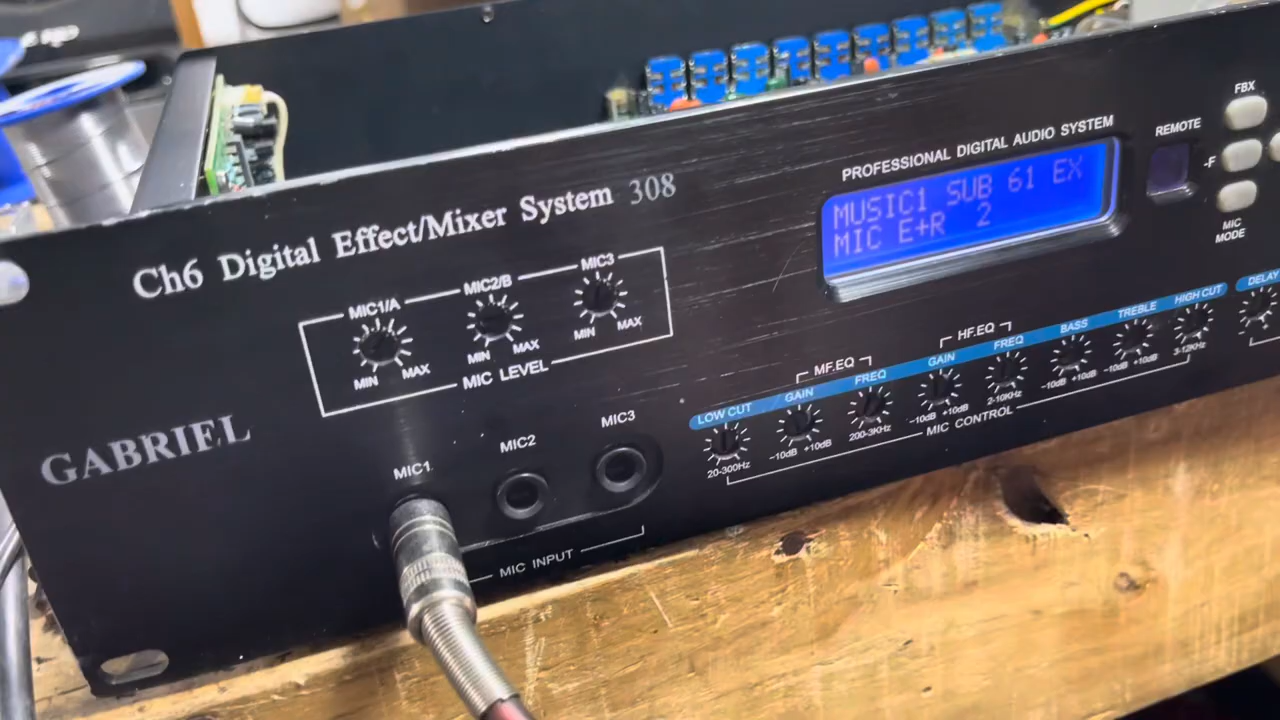 Ch6 Digital Effect/Mixer System 308
PROFESSIONAL DIGITAL AUDIO SYSTEM
MUSIC1 SUB 61 EX
MIC E+R 2
REMOTE
FBX
-F
MIC
MODE
MIC1/A
MIC2/B
MIC3
MIN MAX
MIN MAX
MIN MAX
MIC LEVEL
GABRIEL
MIC1
MIC2
MIC3
MIC INPUT
MF.EQ
HF.EQ
LOW CUT GAIN FREQ GAIN FREQ BASS TREBLE HIGH CUT DELAY
20-300Hz -10dB +10dB 200-3KHz -10dB +10dB 2-10KHz -10dB +10dB -10dB +10dB 3-12KHz
MIC CONTROL